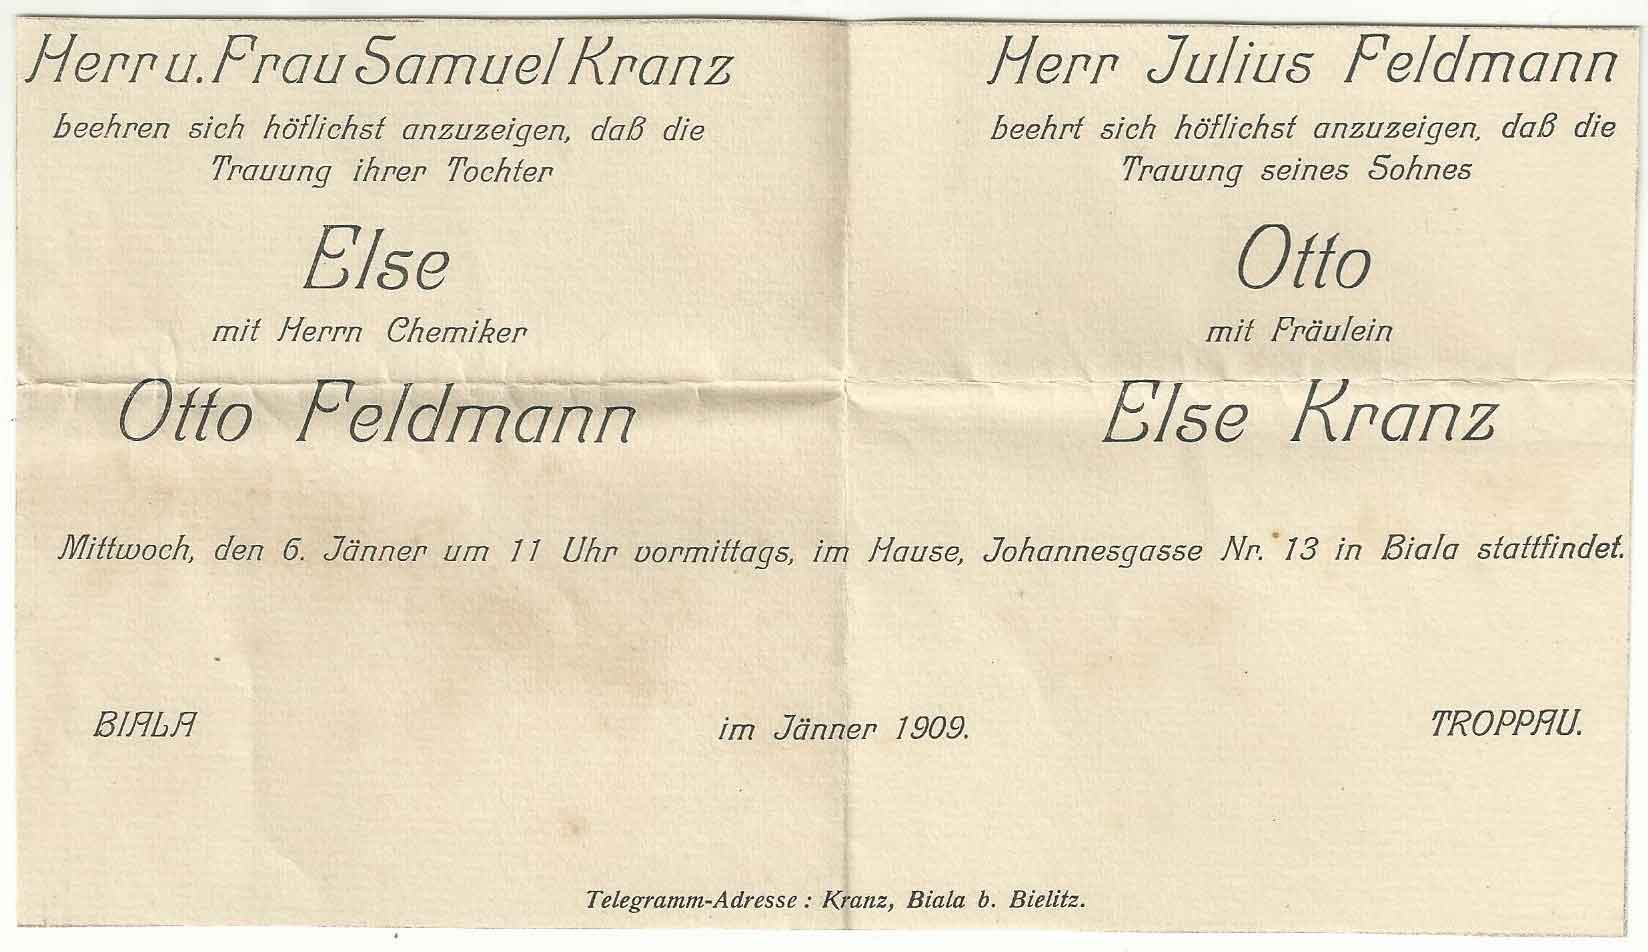 Herr u. Frau Samuel Kranz
beehren sich höflichst anzuzeigen, daß die
Trauung ihrer Tochter
Else
mit Herrn Chemiker
Otto Feldmann
Herr Julius Feldmann
beehrt sich höflichst anzuzeigen, daß die
Trauung seines Sohnes
Otto
mit Fräulein
Else Kranz
Mittwoch, den 6. Jänner um 11 Uhr vormittags, im Hause, Johannesgasse Nr. 13 in Biala stattfindet.
BIALA im Jänner 1909. TROPPAU.
Telegramm-Adresse : Kranz, Biala b. Bielitz.